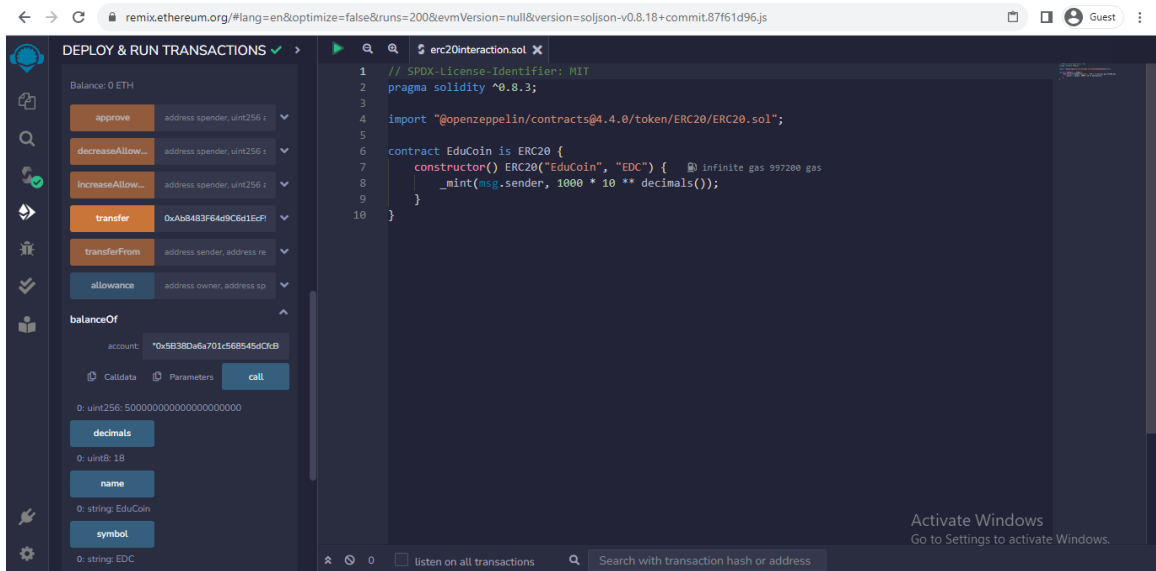 remix.ethereum.org/#lang=en&optimize=false&runs=200&evmVersion=null&version=soljson-v0.8.18+commit.87f61d96.js
Guest
DEPLOY & RUN TRANSACTIONS
erc20interaction.sol
Balance: 0 ETH
approve address spender, uint256 a
decreaseAllow... address spender, uint256 s
increaseAllow... address spender, uint256 a
transfer 0xAb8483F64d9C6d1EcF9
transferFrom address sender, address re
allowance address owner, address sp
balanceOf
account: "0x5B38Da6a701c568545dCfcB
Calldata Parameters call
0: uint256: 500000000000000000000
decimals
0: uint8: 18
name
0: string: EduCoin
symbol
0: string: EDC
1 // SPDX-License-Identifier: MIT
2 pragma solidity ^0.8.3;
3
4 import "@openzeppelin/contracts@4.4.0/token/ERC20/ERC20.sol";
5
6 contract EduCoin is ERC20 {
7 constructor() ERC20("EduCoin", "EDC") { infinite gas 997200 gas
8 _mint(msg.sender, 1000 * 10 ** decimals());
9 }
10 }
Activate Windows
Go to Settings to activate Windows.
0 listen on all transactions Search with transaction hash or address